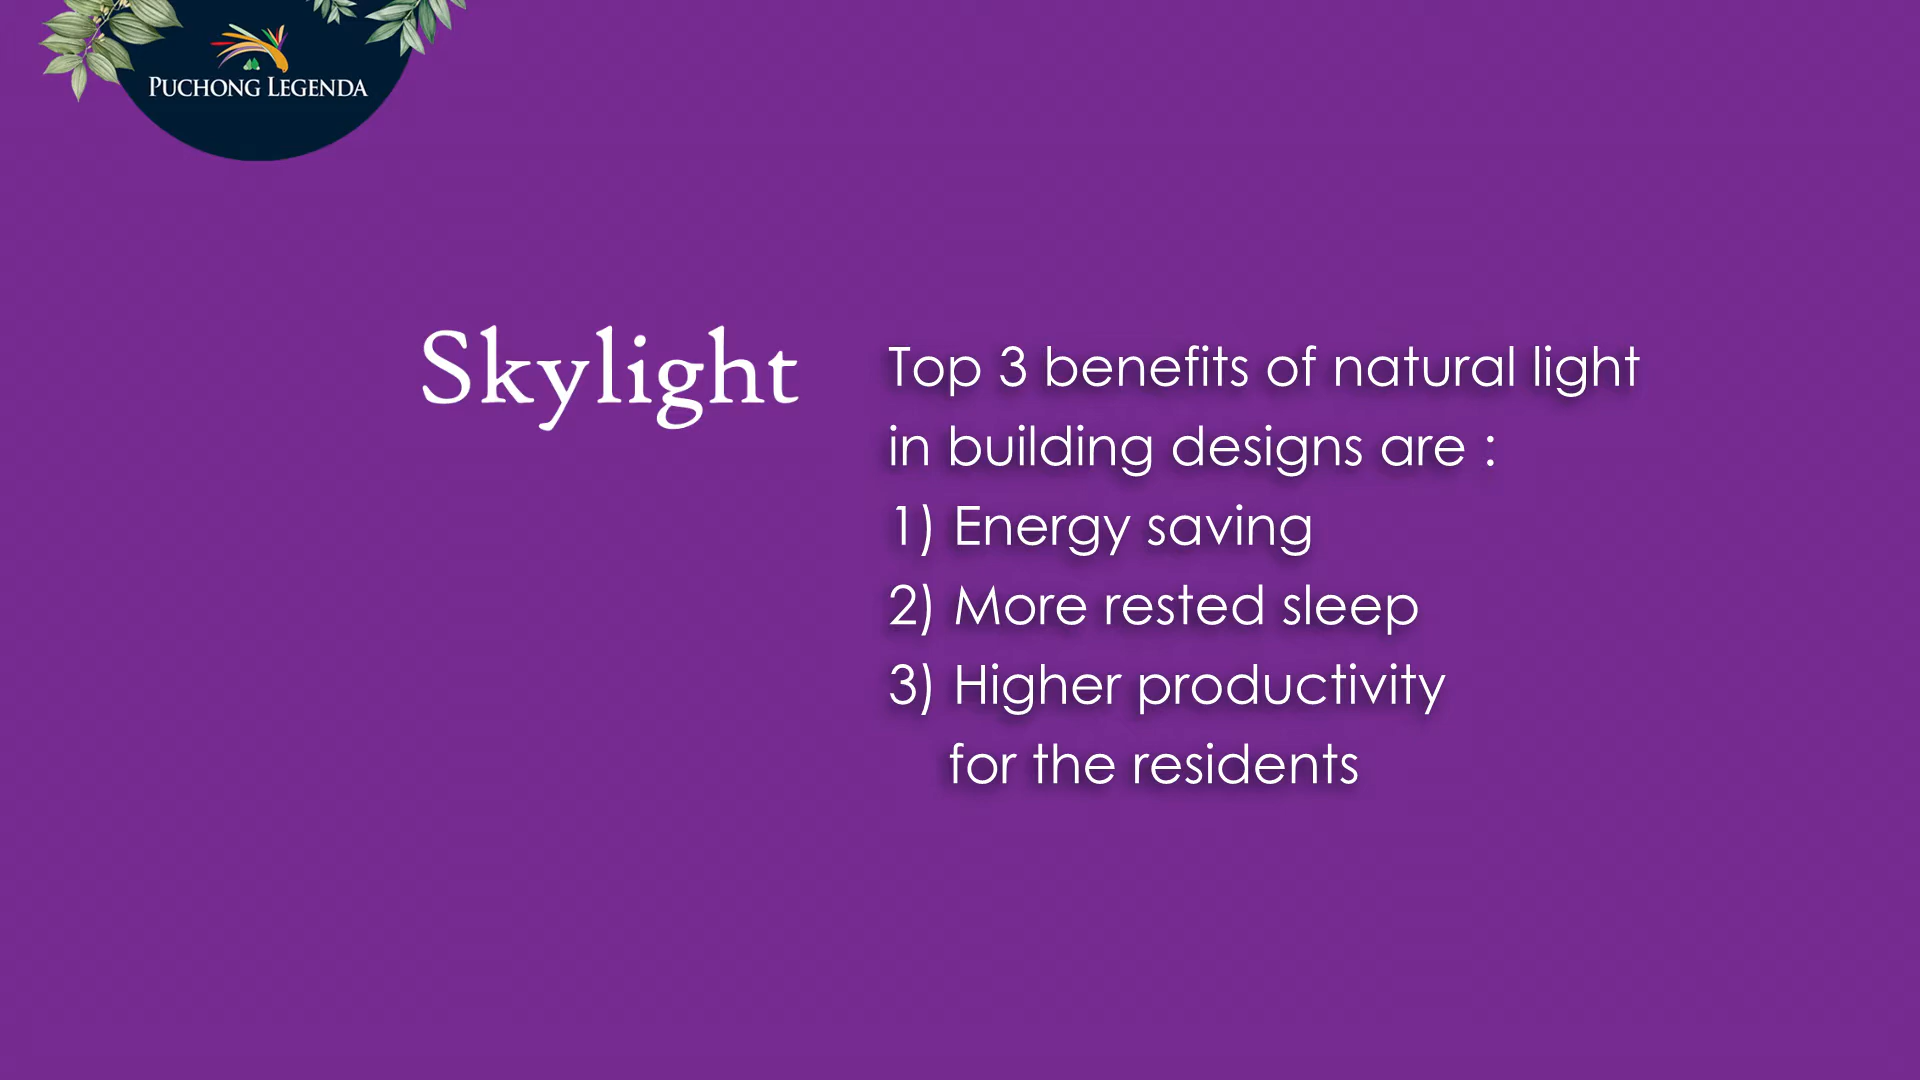 PUCHONG LEGENDA
Skylight
Top 3 benefits of natural light
in building designs are :
1) Energy saving
2) More rested sleep
3) Higher productivity
for the residents